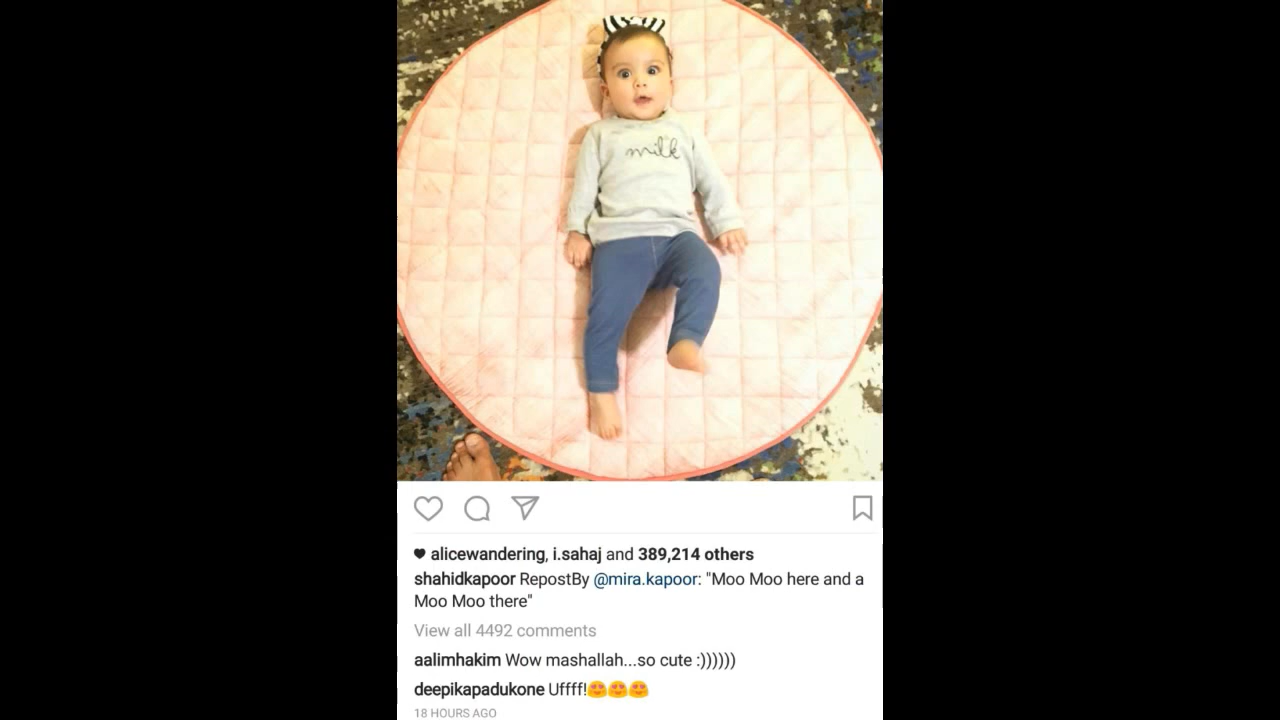 milk
alicewandering, i.sahaj and 389,214 others
shahidkapoor RepostBy @mira.kapoor: "Moo Moo here and a
Moo Moo there"
View all 4492 comments
aalimhakim Wow mashallah...so cute :))))))
deepikapadukone Uffff!😍😍😍
18 HOURS AGO